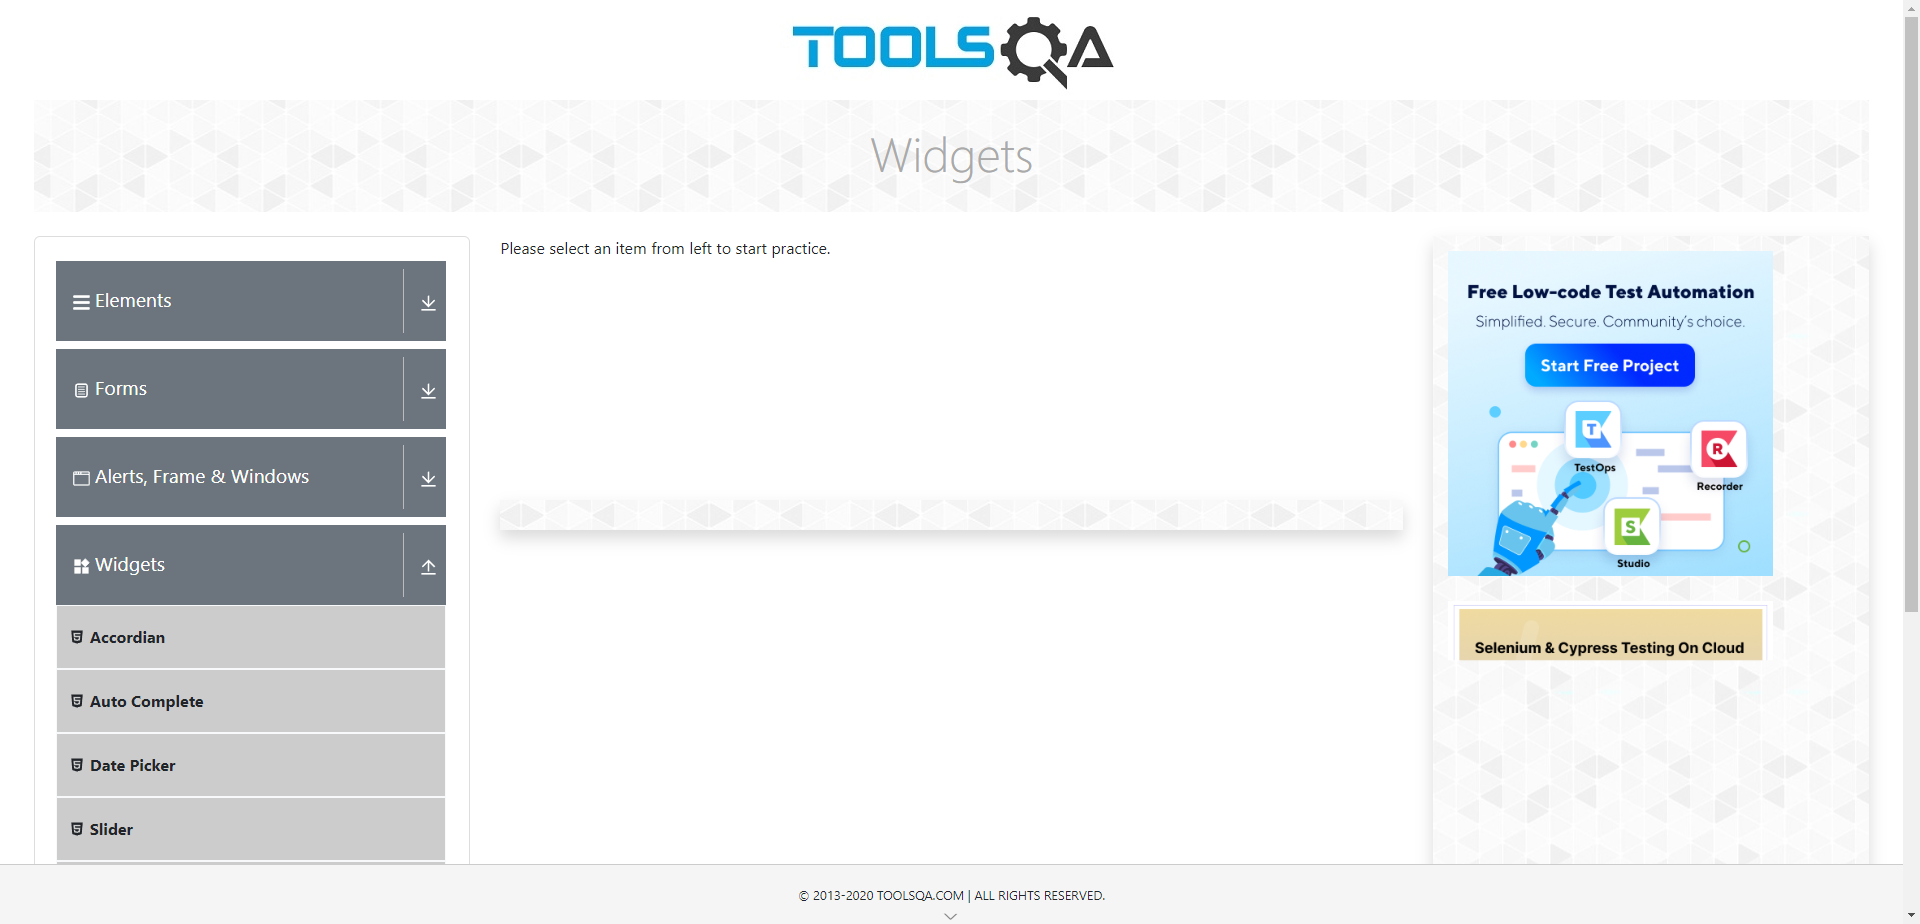 TOOLSQA
Widgets
Elements
Forms
Alerts, Frame & Windows
Widgets
Accordian
Auto Complete
Date Picker
Slider
Please select an item from left to start practice.
Free Low-code Test Automation
Simplified. Secure. Community's choice.
Start Free Project
T
TestOps
R
Recorder
S
Studio
Selenium & Cypress Testing On Cloud
© 2013-2020 TOOLSQA.COM | ALL RIGHTS RESERVED.